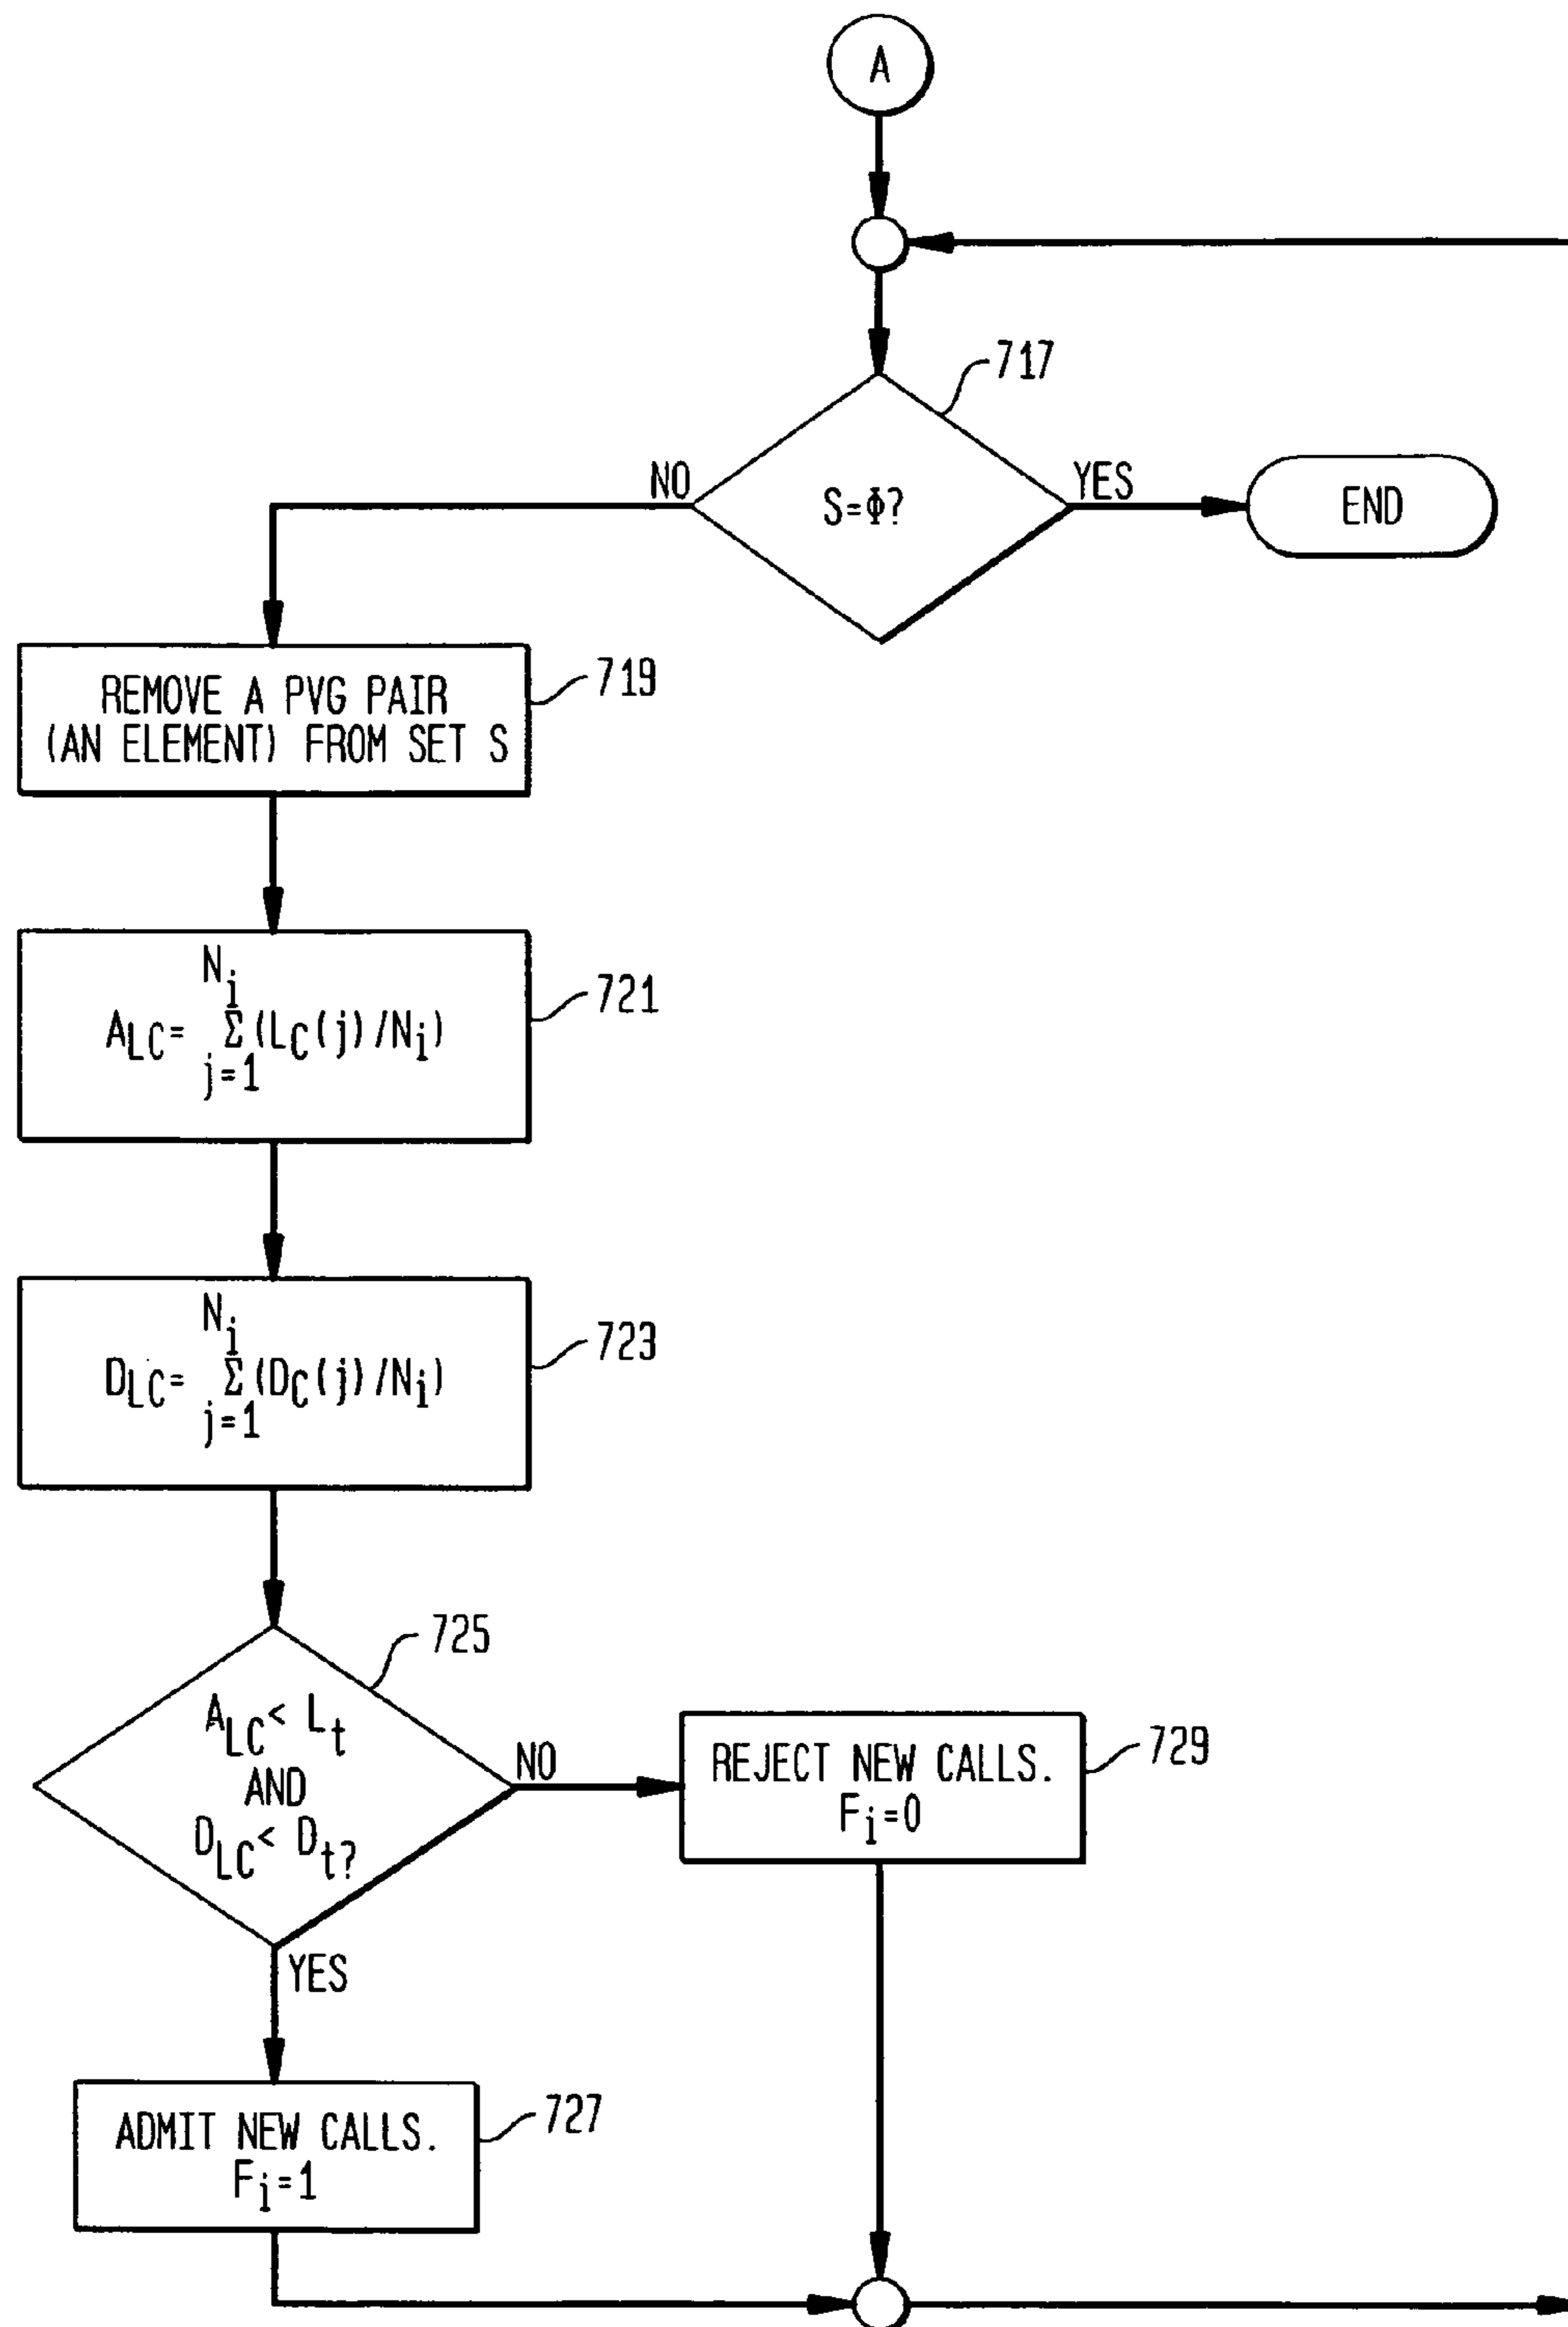 A
717
NO
S=Φ?
YES
END
719
REMOVE A PVG PAIR
(AN ELEMENT) FROM SET S
721
N_i
A_LC= Σ(L_C(j)/N_i)
j=1
723
N_i
D_LC= Σ(D_C(j)/N_i)
j=1
725
A_LC< L_t
AND
D_LC< D_t?
NO
729
REJECT NEW CALLS.
F_i=0
YES
727
ADMIT NEW CALLS.
F_i=1